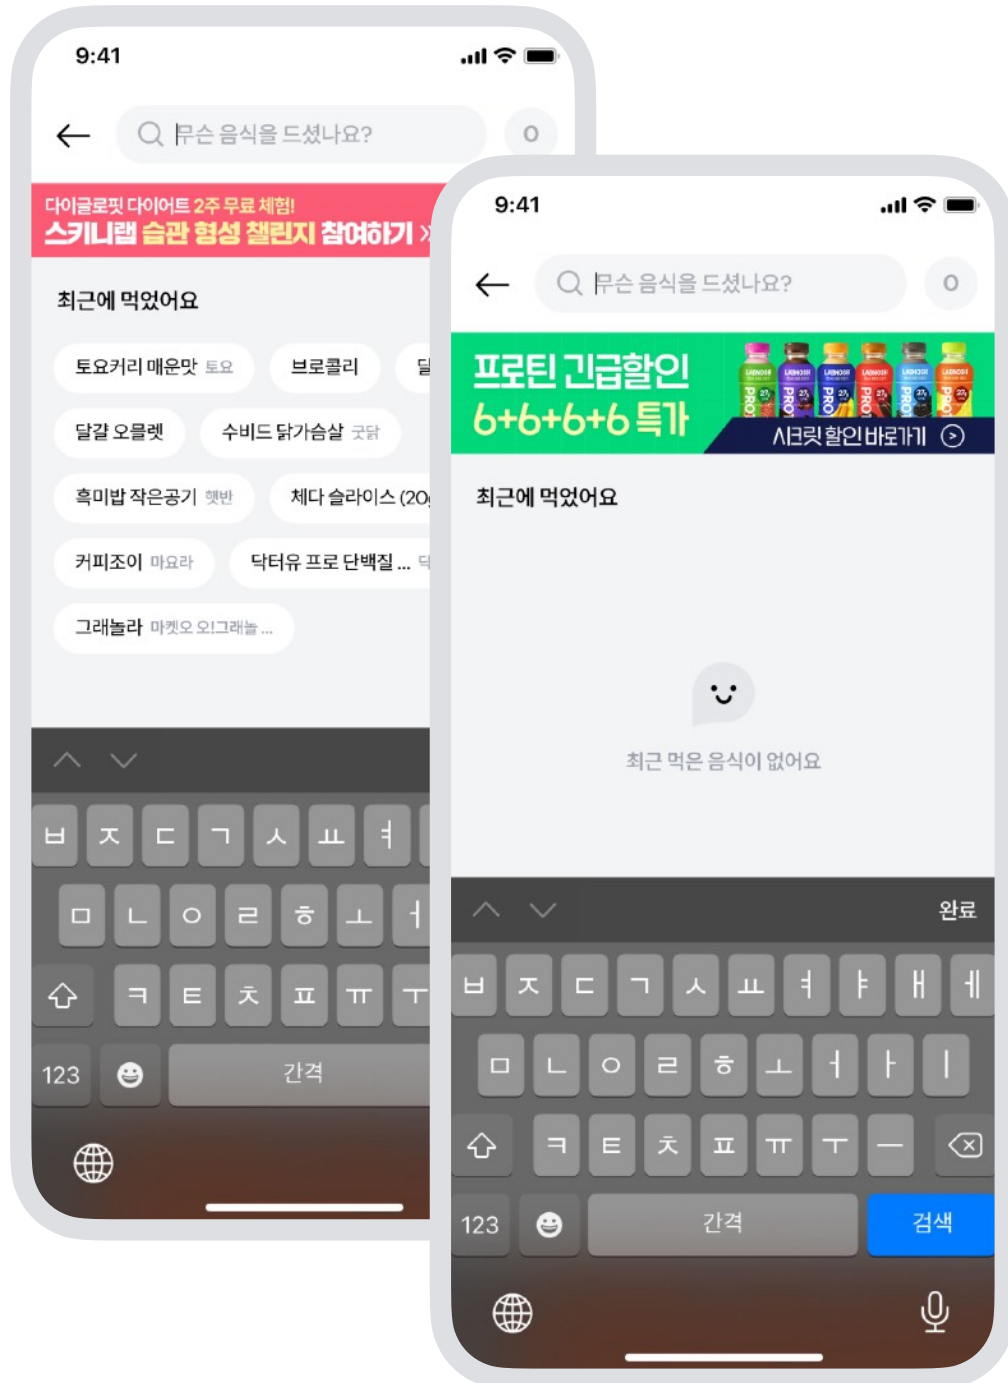 9:41
무슨 음식을 드셨나요?
0
다이글로핏 다이어트 2주 무료 체험!
스키니랩 습관 형성 챌린지 참여하기 »
최근에 먹었어요
토요커리 매운맛 토요
브로콜리
달걀 오믈렛
수비드 닭가슴살 굿닭
흑미밥 작은공기 햇반
체다 슬라이스 (20
커피조이 마요라
닥터유 프로 단백질 ...
그래놀라 마켓오 오!그래놀 ...
ㅂ ㅈ ㄷ ㄱ ㅅ ㅛ ㅕ
ㅁ ㄴ ㅇ ㄹ ㅎ ㅗ ㅓ
ㅋ ㅌ ㅊ ㅍ ㅠ ㅜ
123 간격
9:41
무슨 음식을 드셨나요?
0
프로틴 긴급할인
6+6+6+6 특가
LABNOSH LABNOSH LABNOSH LABNOSH LABNOSH LABNOSH
시크릿 할인 바로가기 >
최근에 먹었어요
최근 먹은 음식이 없어요
완료
ㅂ ㅈ ㄷ ㄱ ㅅ ㅛ ㅕ ㅑ ㅐ ㅔ
ㅁ ㄴ ㅇ ㄹ ㅎ ㅗ ㅓ ㅏ ㅣ
ㅋ ㅌ ㅊ ㅍ ㅠ ㅜ ㅡ
123 간격 검색